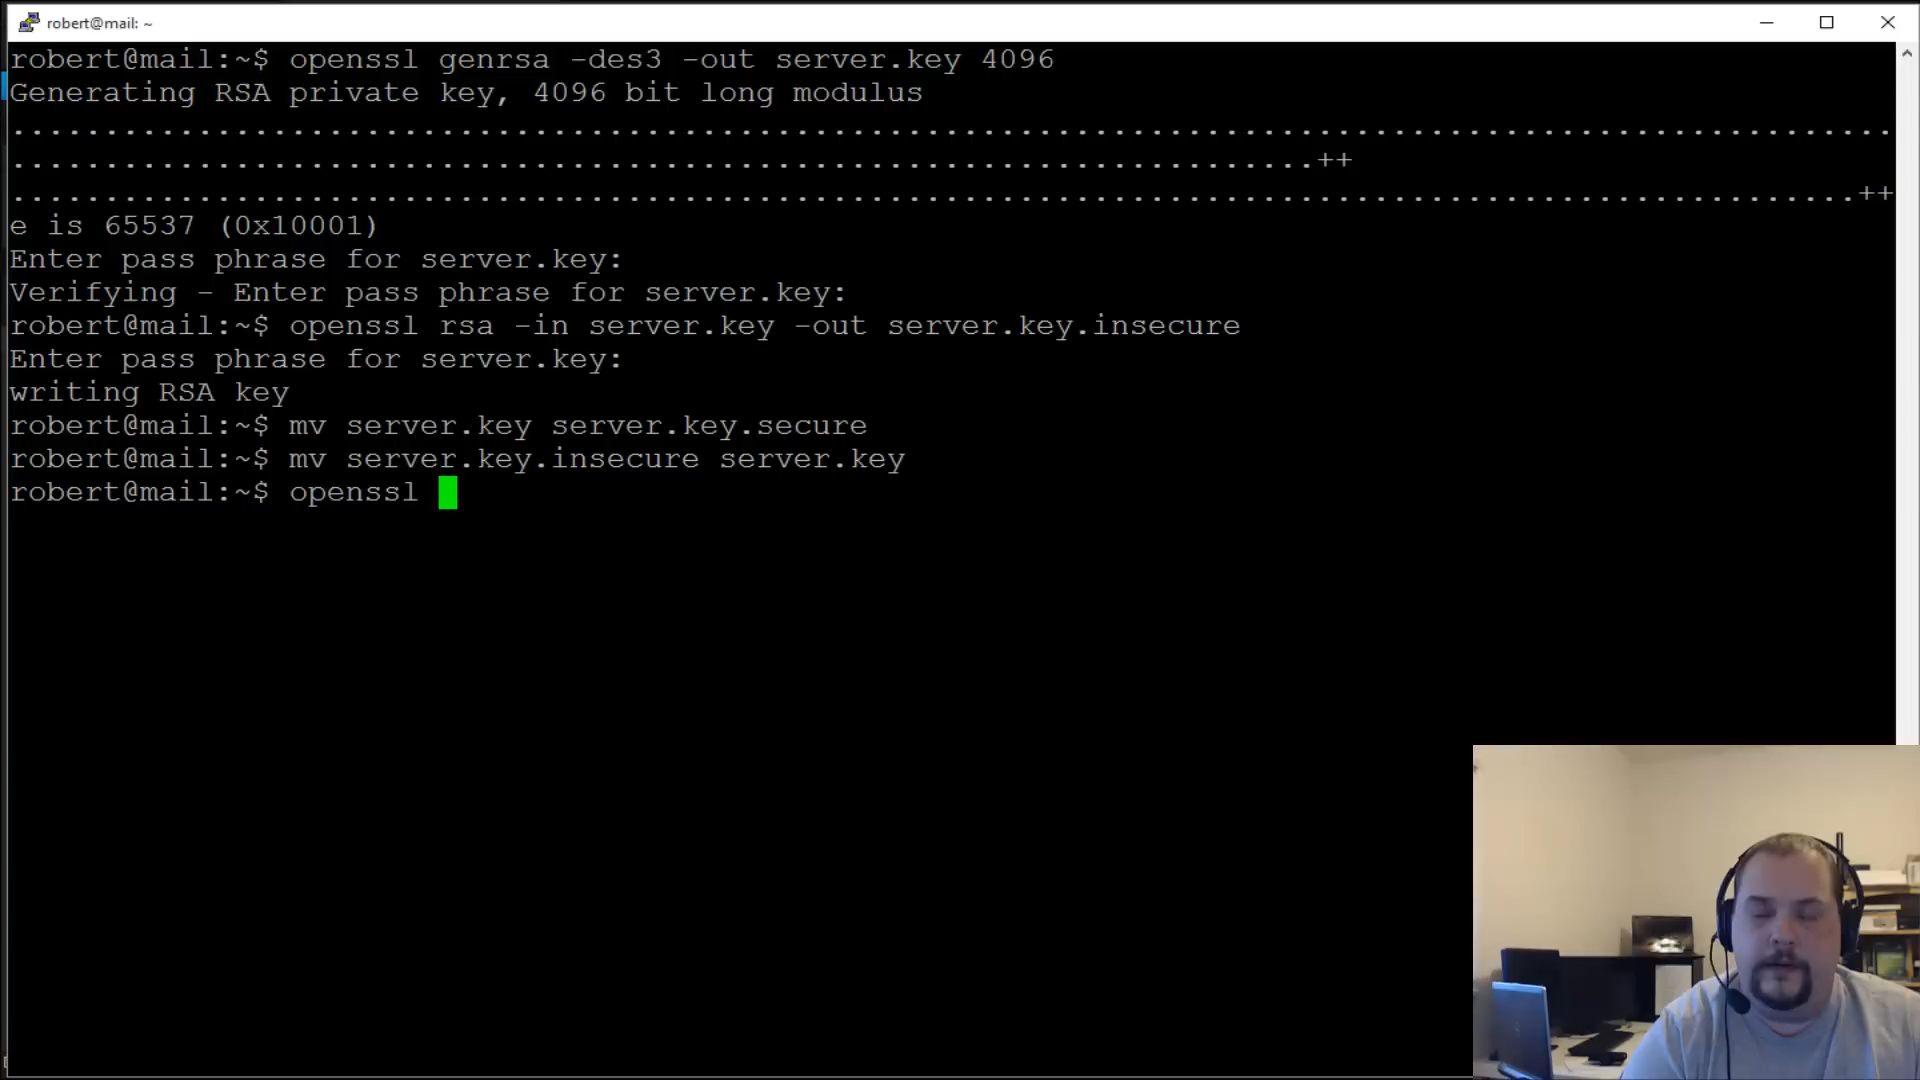 robert@mail: ~
robert@mail:~$ openssl genrsa -des3 -out server.key 4096
Generating RSA private key, 4096 bit long modulus
.....................................................................................................
......................................................................++
...................................................................................................++
e is 65537 (0x10001)
Enter pass phrase for server.key:
Verifying - Enter pass phrase for server.key:
robert@mail:~$ openssl rsa -in server.key -out server.key.insecure
Enter pass phrase for server.key:
writing RSA key
robert@mail:~$ mv server.key server.key.secure
robert@mail:~$ mv server.key.insecure server.key
robert@mail:~$ openssl